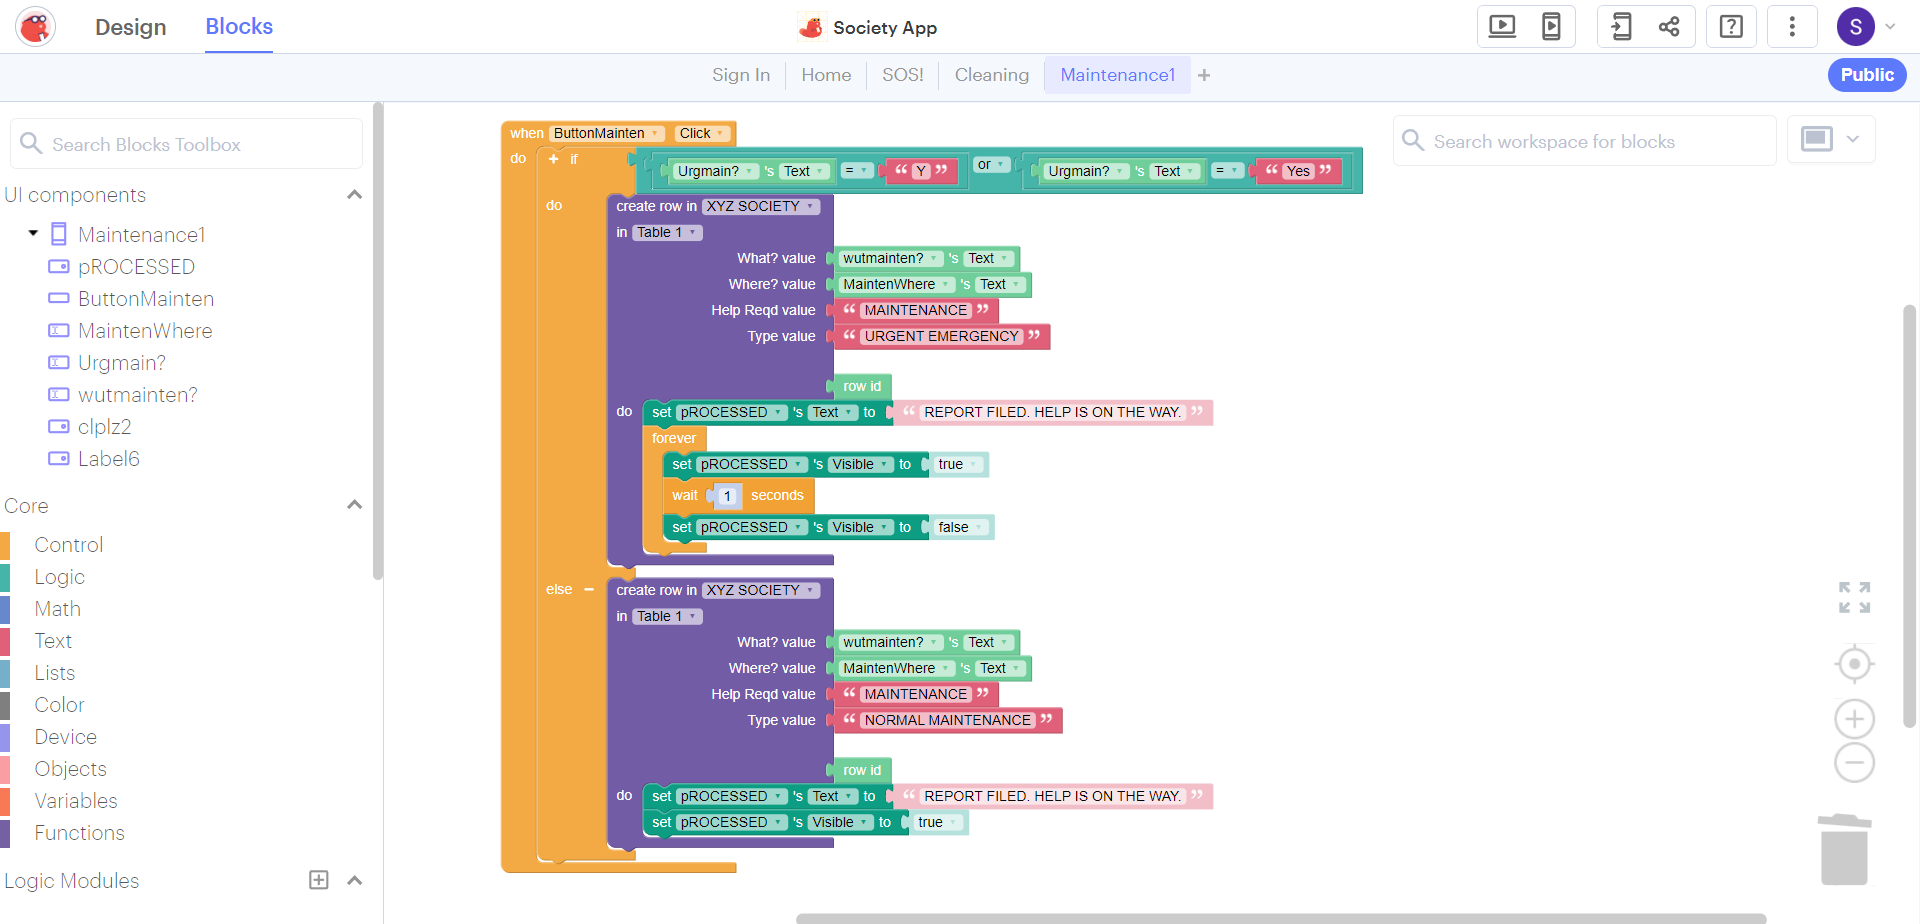 Design
Blocks
Society App
S
Sign In
Home
SOS!
Cleaning
Maintenance1
+
Public
Search Blocks Toolbox
UI components
Maintenance1
pROCESSED
ButtonMainten
MaintenWhere
Urgmain?
wutmainten?
clplz2
Label6
Core
Control
Logic
Math
Text
Lists
Color
Device
Objects
Variables
Functions
Logic Modules
Search workspace for blocks
when ButtonMainten Click
do + if Urgmain? 's Text = “ Y ” or Urgmain? 's Text = “ Yes ”
do create row in XYZ SOCIETY
in Table 1
What? value wutmainten? 's Text
Where? value MaintenWhere 's Text
Help Reqd value “ MAINTENANCE ”
Type value “ URGENT EMERGENCY ”
row id
do set pROCESSED 's Text to “ REPORT FILED. HELP IS ON THE WAY. ”
forever
set pROCESSED 's Visible to true
wait 1 seconds
set pROCESSED 's Visible to false
else − create row in XYZ SOCIETY
in Table 1
What? value wutmainten? 's Text
Where? value MaintenWhere 's Text
Help Reqd value “ MAINTENANCE ”
Type value “ NORMAL MAINTENANCE ”
row id
do set pROCESSED 's Text to “ REPORT FILED. HELP IS ON THE WAY. ”
set pROCESSED 's Visible to true